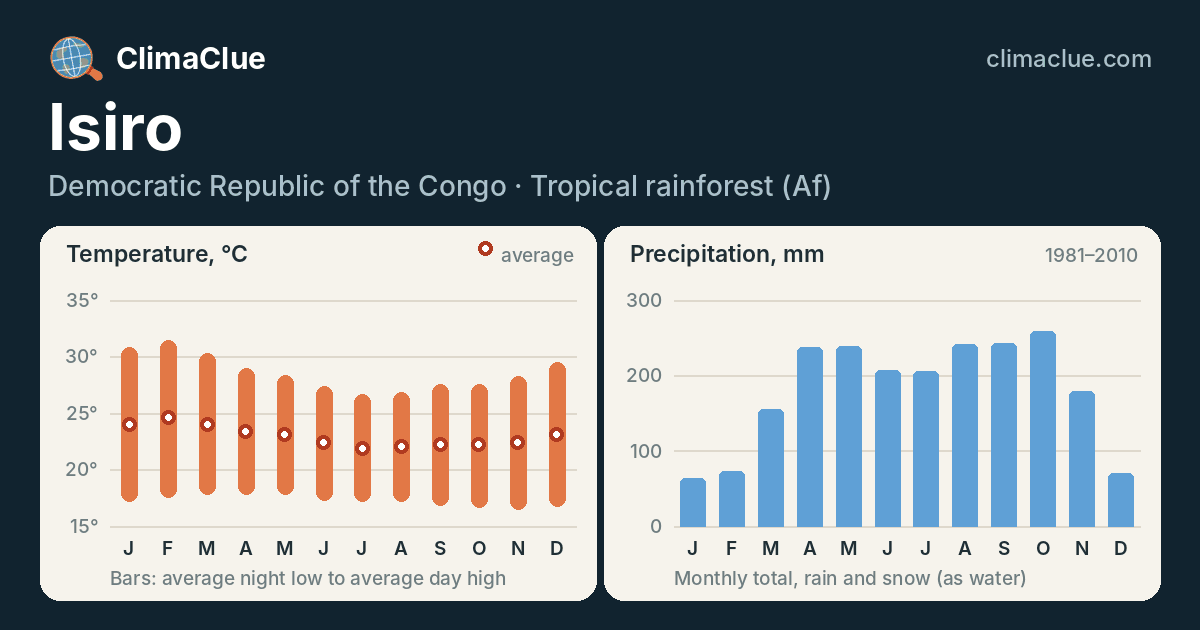 ClimaClue
climaclue.com
Isiro
Democratic Republic of the Congo · Tropical rainforest (Af)
Temperature, °C
average
35°
30°
25°
20°
15°
J F M A M J J A S O N D
Bars: average night low to average day high
Precipitation, mm
1981–2010
300
200
100
0
J F M A M J J A S O N D
Monthly total, rain and snow (as water)